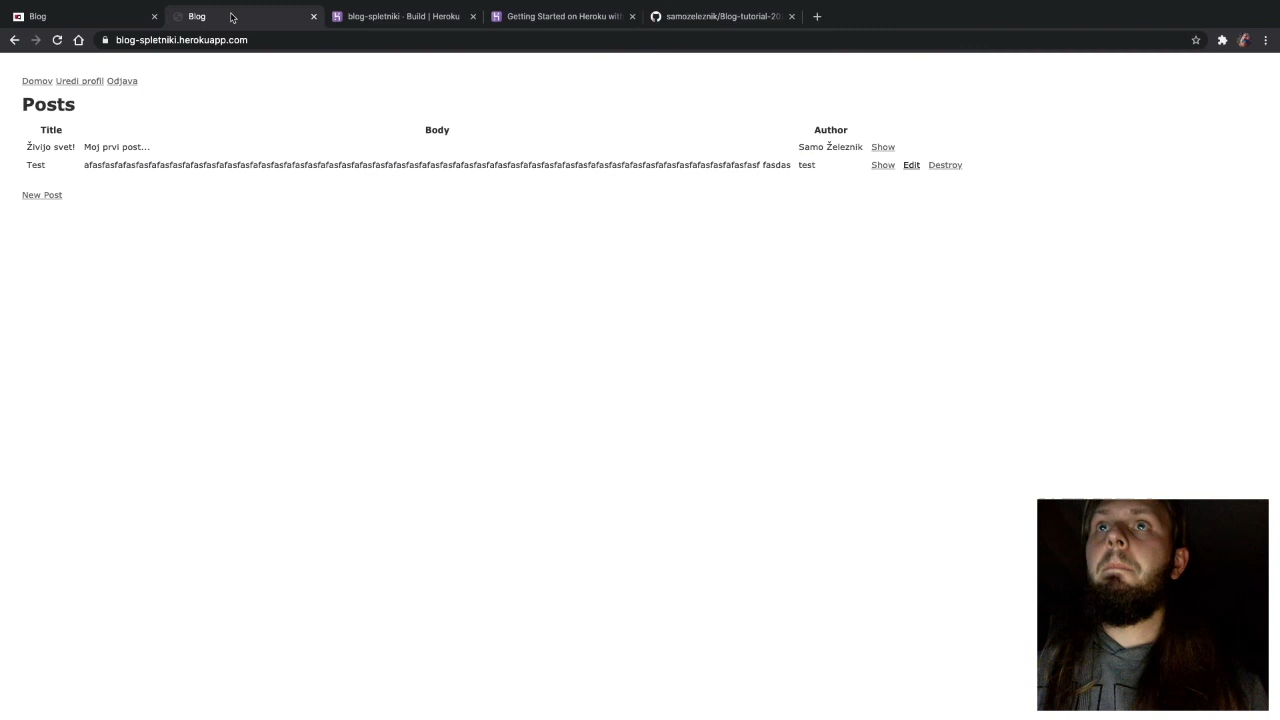 Blog
Blog
blog-spletniki · Build | Heroku
Getting Started on Heroku with
samozeleznik/Blog-tutorial-20
blog-spletniki.herokuapp.com
Domov Uredi profil Odjava
Posts
Title Body Author
Živijo svet! Moj prvi post... Samo Železnik Show
Test test Show Edit Destroy
New Post